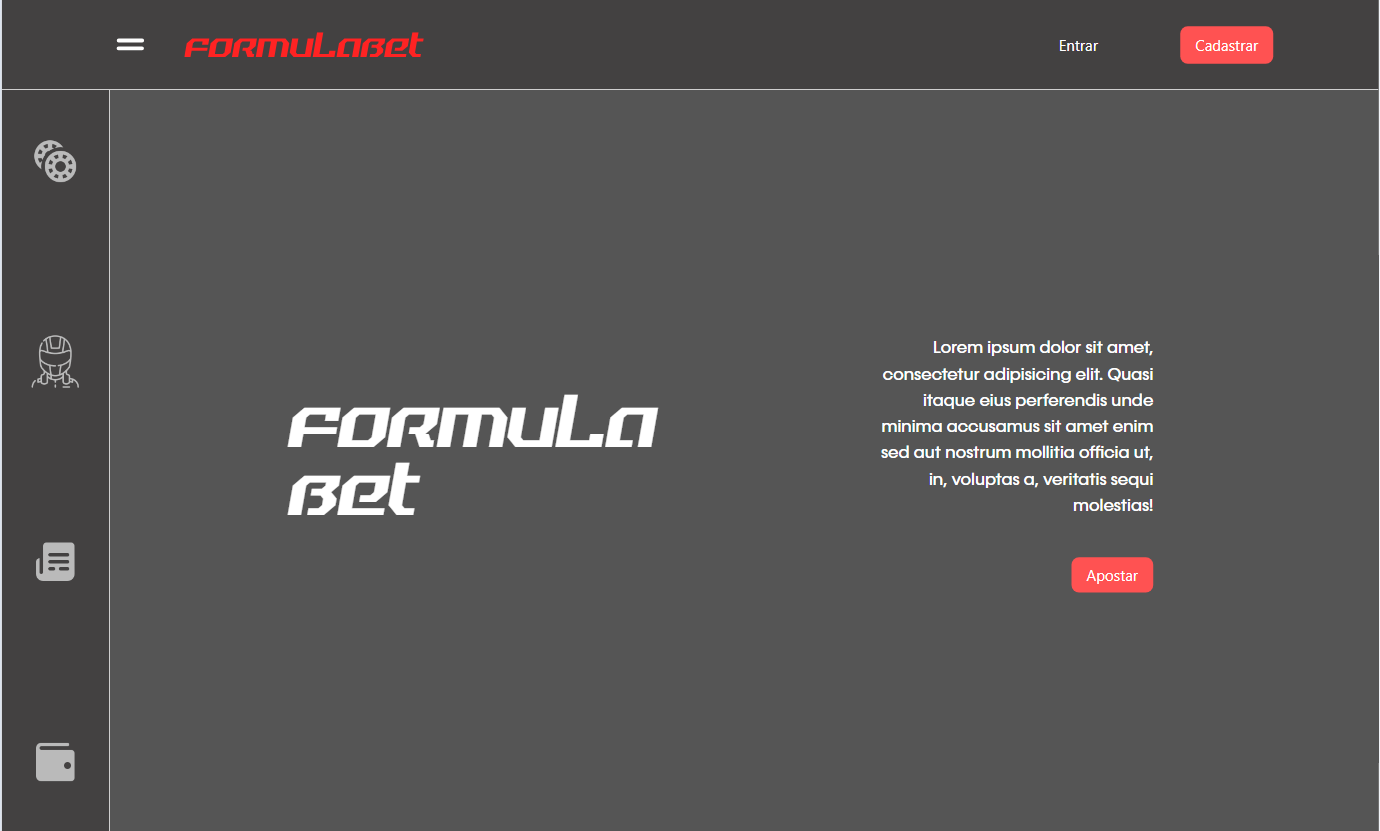 FORMULABET
Entrar
Cadastrar
FORMULA
BET
Lorem ipsum dolor sit amet,
consectetur adipisicing elit. Quasi
itaque eius perferendis unde
minima accusamus sit amet enim
sed aut nostrum mollitia officia ut,
in, voluptas a, veritatis sequi
molestias!
Apostar